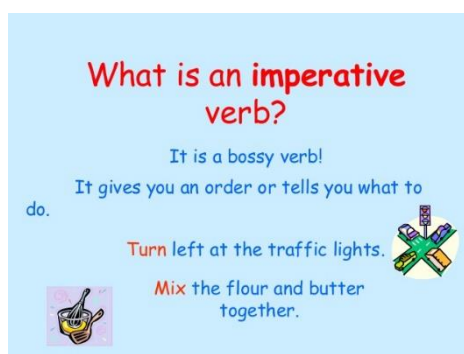 What is an imperative
verb?
It is a bossy verb!
It gives you an order or tells you what to
do.
Turn left at the traffic lights.
Mix the flour and butter
together.